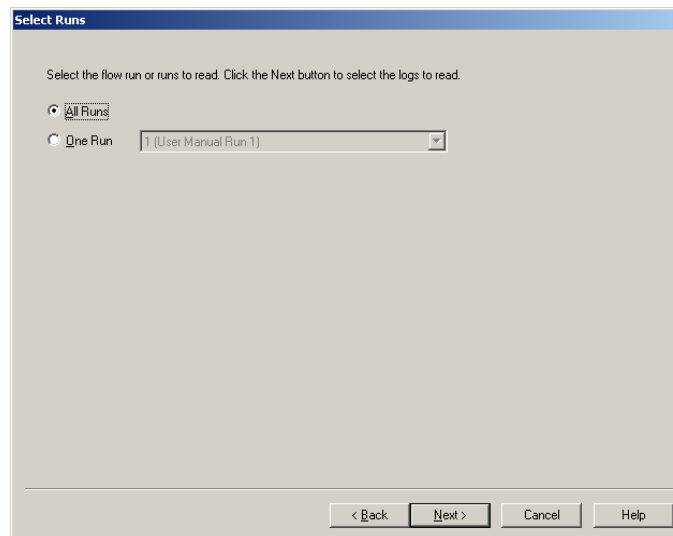 Select Runs
Select the flow run or runs to read. Click the Next button to select the logs to read.
All Runs
One Run 1 (User Manual Run 1)
< Back Next > Cancel Help